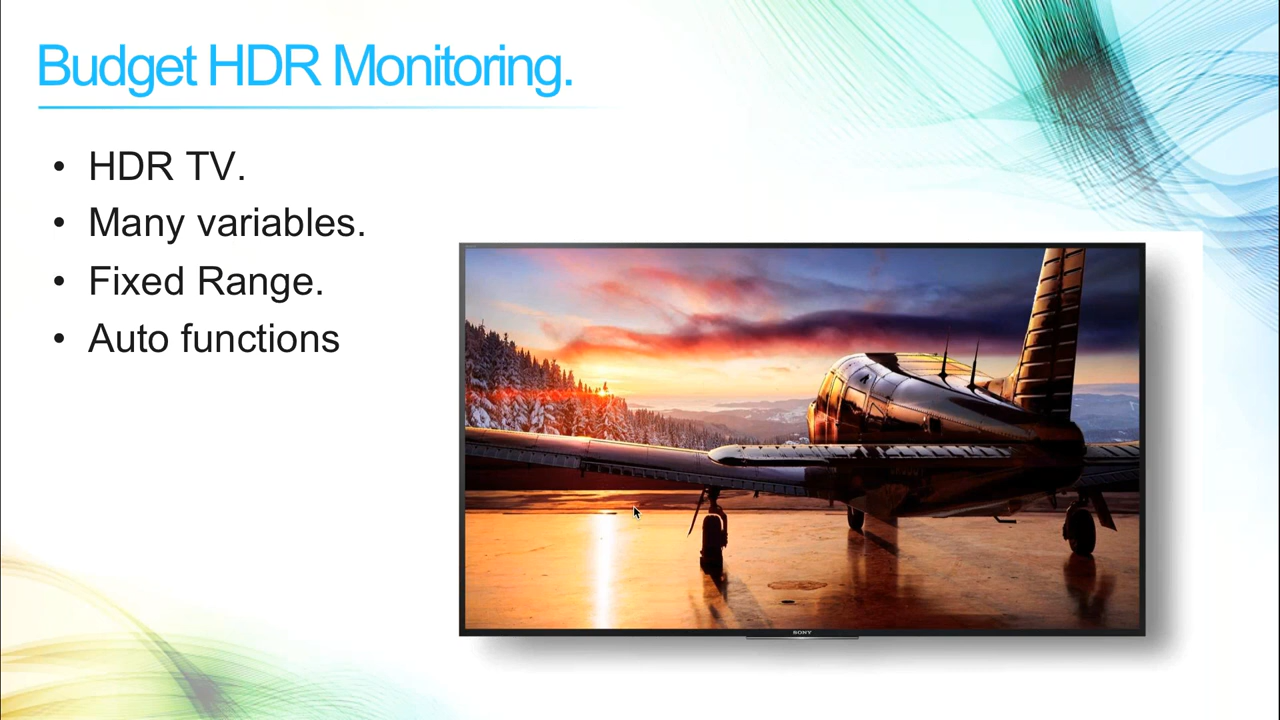 Budget HDR Monitoring.
• HDR TV.
• Many variables.
• Fixed Range.
• Auto functions
SONY